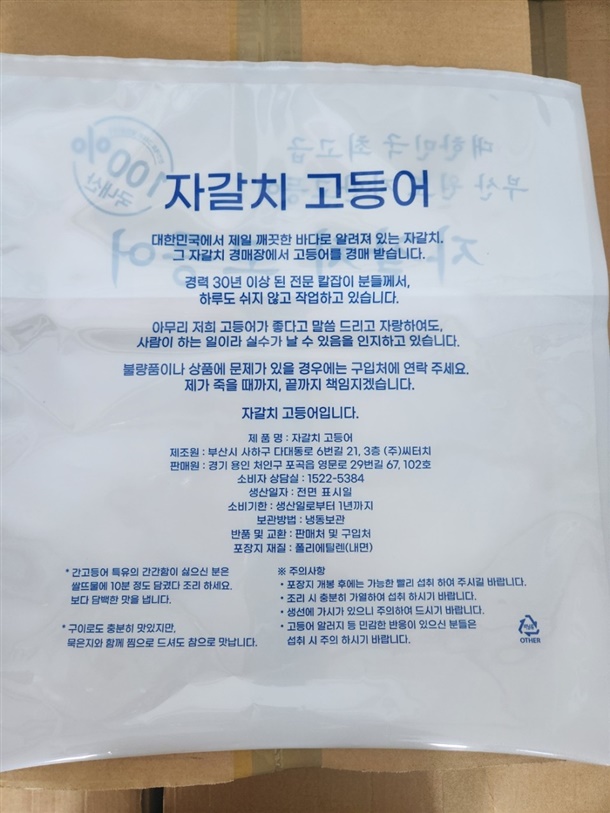 대한민국 최고급
100%
국내산
부산
자갈치 고등어
자갈치 고등어
대한민국에서 제일 깨끗한 바다로 알려져 있는 자갈치.
그 자갈치 경매장에서 고등어를 경매 받습니다.
경력 30년 이상 된 전문 칼잡이 분들께서,
하루도 쉬지 않고 작업하고 있습니다.
아무리 저희 고등어가 좋다고 말씀 드리고 자랑하여도,
사람이 하는 일이라 실수가 날 수 있음을 인지하고 있습니다.
불량품이나 상품에 문제가 있을 경우에는 구입처에 연락 주세요.
제가 죽을 때까지, 끝까지 책임지겠습니다.
자갈치 고등어입니다.
제 품 명 : 자갈치 고등어
제조원 : 부산시 사하구 다대동로 6번길 21, 3층 (주)씨터치
판매원 : 경기 용인 처인구 포곡읍 영문로 29번길 67, 102호
소비자 상담실 : 1522-5384
생산일자 : 전면 표시일
소비기한 : 생산일로부터 1년까지
보관방법 : 냉동보관
반품 및 교환 : 판매처 및 구입처
포장지 재질 : 폴리에틸렌(내면)
* 간고등어 특유의 간간함이 싫으신 분은
쌀뜨물에 10분 정도 담궜다 조리 하세요.
보다 담백한 맛을 냅니다.
* 구이로도 충분히 맛있지만,
묵은지와 함께 찜으로 드셔도 참으로 맛납니다.
※ 주의사항
• 포장지 개봉 후에는 가능한 빨리 섭취 하여 주시길 바랍니다.
• 조리 시 충분히 가열하여 섭취 하시기 바랍니다.
• 생선에 가시가 있으니 주의하여 드시기 바랍니다.
• 고등어 알러지 등 민감한 반응이 있으신 분들은
섭취 시 주의 하시기 바랍니다.
OTHER